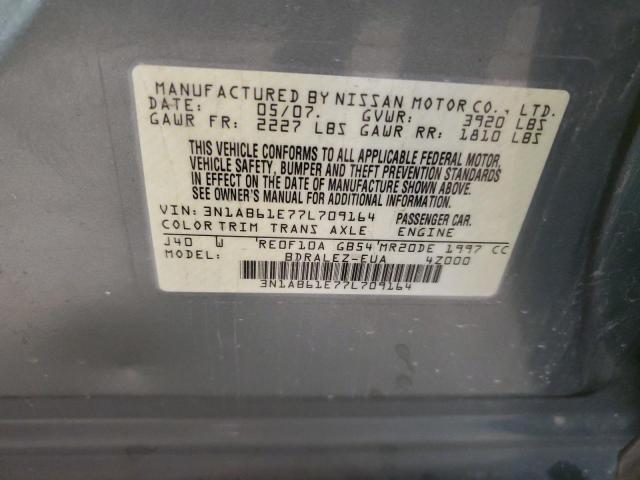 MANUFACTURED BY NISSAN MOTOR CO., LTD.
DATE: 05/07. GVWR: 3920 LBS
GAWR FR: 2227 LBS GAWR RR: 1810 LBS
THIS VEHICLE CONFORMS TO ALL APPLICABLE FEDERAL MOTOR
VEHICLE SAFETY, BUMPER AND THEFT PREVENTION STANDARDS
IN EFFECT ON THE DATE OF MANUFACTURE SHOWN ABOVE.
SEE OWNER'S MANUAL FOR ADDITIONAL INFORMATION.
VIN: 3N1AB61E77L709164 PASSENGER CAR.
COLOR TRIM TRANS AXLE ENGINE
J40 W RE0F10A GB54 MR20DE 1997 CC
MODEL: BDRALEZ-EUA 4Z000
3N1AB61E77L709164